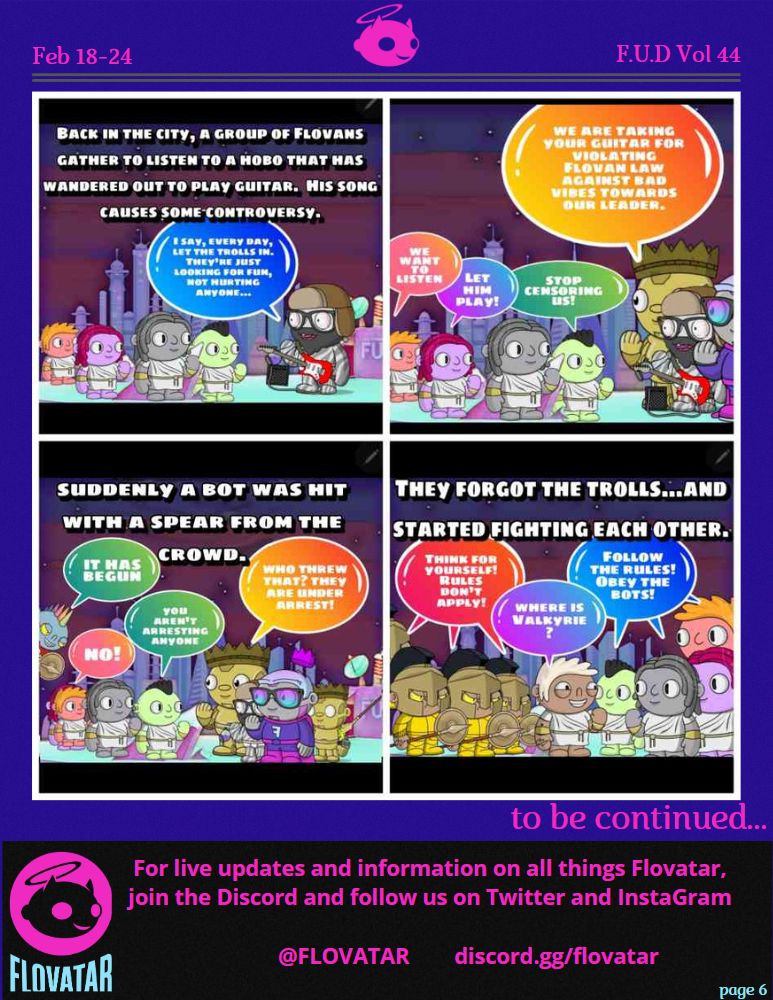 Feb 18-24
F.U.D Vol 44
BACK IN THE CITY, A GROUP OF FLOVANS
GATHER TO LISTEN TO A HOBO THAT HAS
WANDERED OUT TO PLAY GUITAR. HIS SONG
CAUSES SOME CONTROVERSY.
I SAY, EVERY DAY,
LET THE TROLLS IN.
THEY'RE JUST
LOOKING FOR FUN,
NOT HURTING
ANYONE...
FU
WE ARE TAKING
YOUR GUITAR FOR
VIOLATING
FLOVAN LAW
AGAINST BAD
VIBES TOWARDS
OUR LEADER.
WE
WANT
TO
LISTEN
LET
HIM
PLAY!
STOP
CENSORING
US!
SUDDENLY A BOT WAS HIT
WITH A SPEAR FROM THE
CROWD.
IT HAS
BEGUN
WHO THREW
THAT? THEY
ARE UNDER
ARREST!
YOU
AREN'T
ARRESTING
ANYONE
NO!
FU
THEY FORGOT THE TROLLS...AND
STARTED FIGHTING EACH OTHER.
THINK FOR
YOURSELF!
RULES
DON'T
APPLY!
WHERE IS
VALKYRIE
?
FOLLOW
THE RULES!
OBEY THE
BOTS!
to be continued...
For live updates and information on all things Flovatar,
join the Discord and follow us on Twitter and InstaGram
@FLOVATAR discord.gg/flovatar
FLOVATAR
page 6